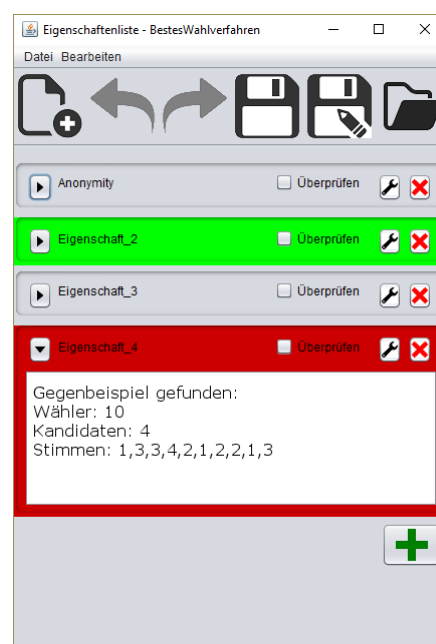 Eigenschaftenliste - BestesWahlverfahren
Datei Bearbeiten
Anonymity Überprüfen
Eigenschaft_2 Überprüfen
Eigenschaft_3 Überprüfen
Eigenschaft_4 Überprüfen
Gegenbeispiel gefunden:
Wähler: 10
Kandidaten: 4
Stimmen: 1,3,3,4,2,1,2,2,1,3